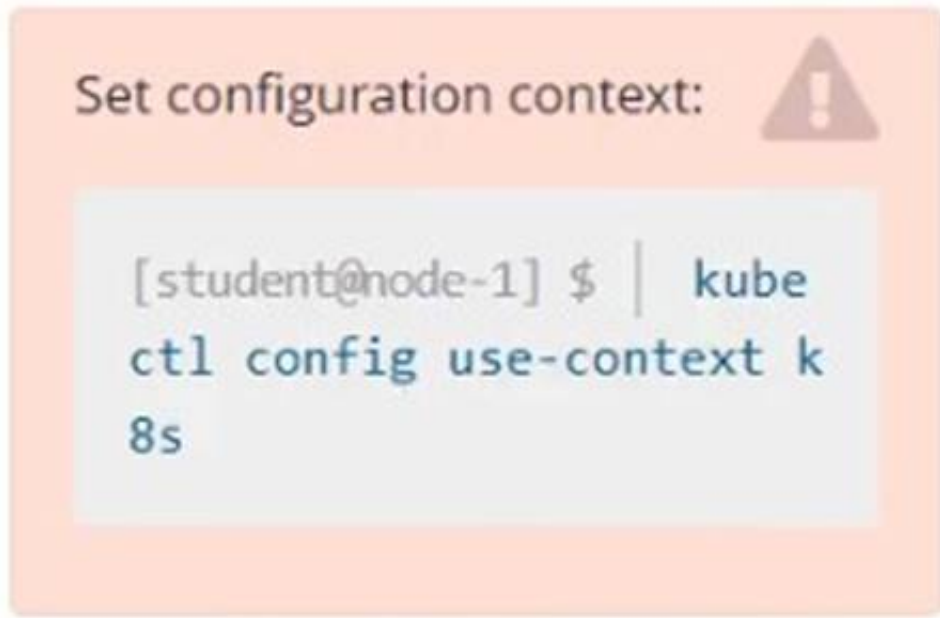 Set configuration context:
[student@node-1] $ | kube
ctl config use-context k
8s